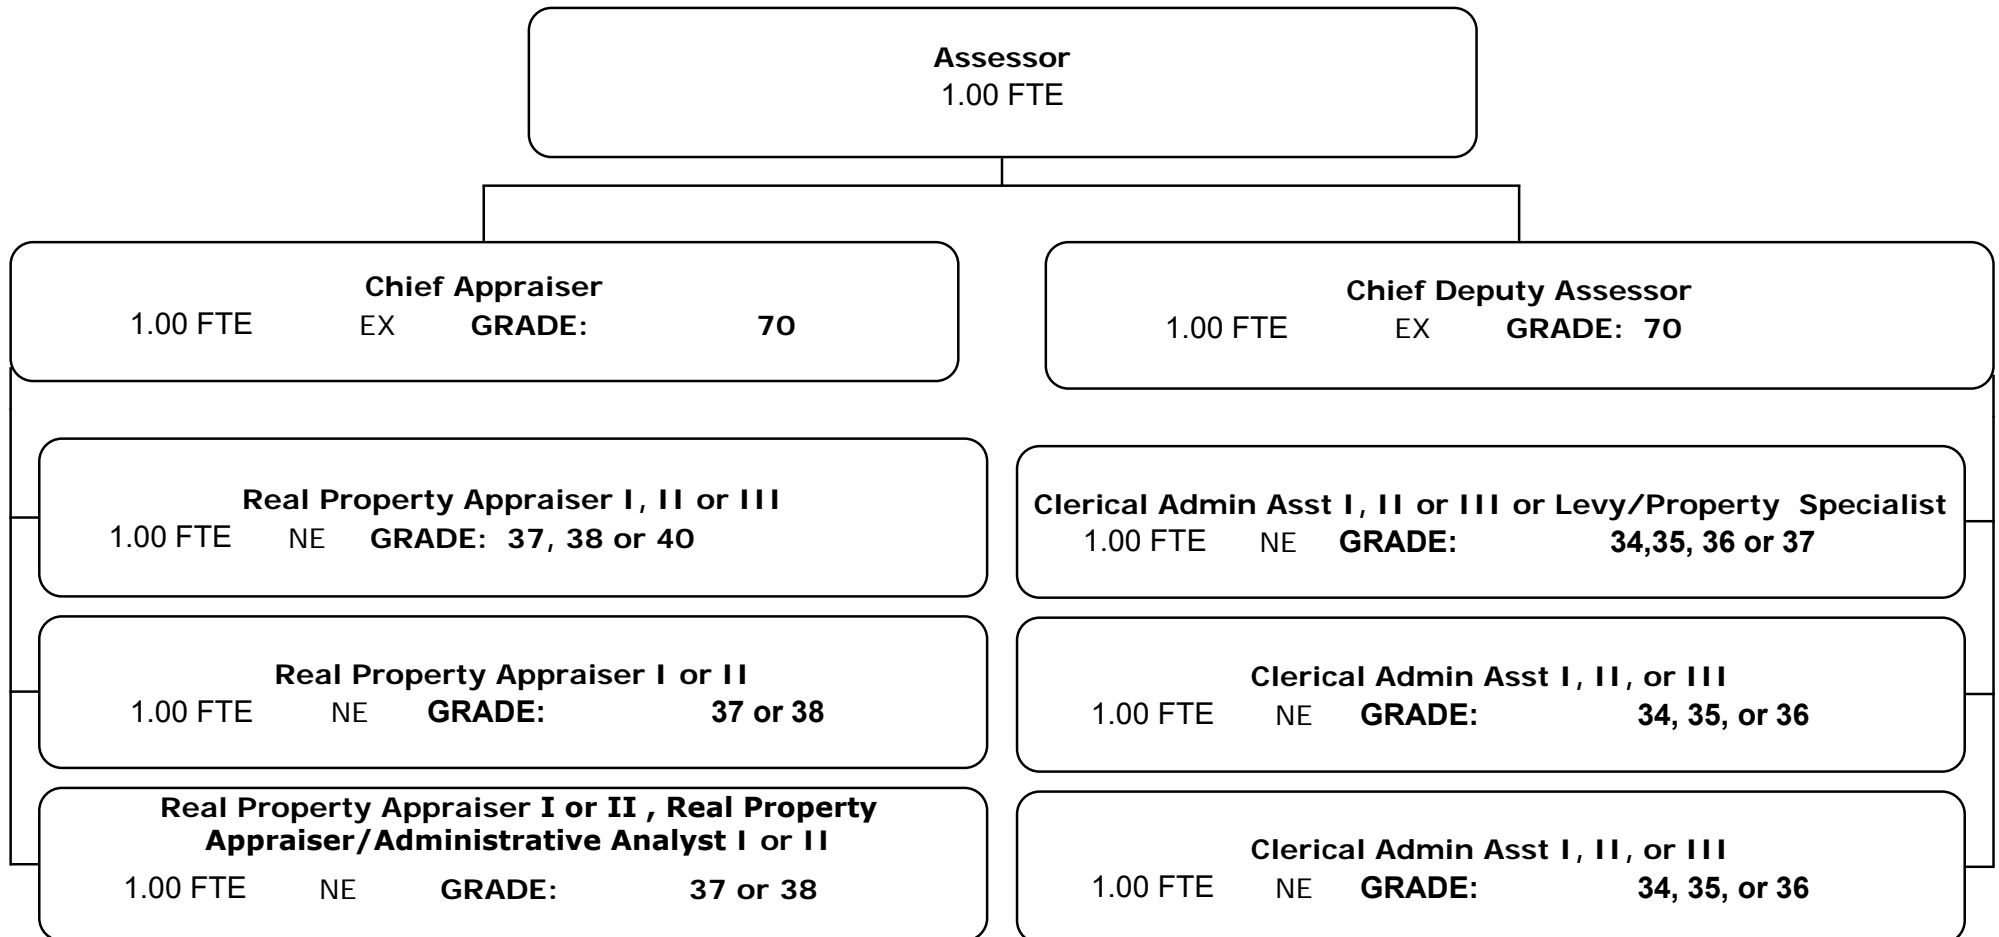 Assessor
1.00 FTE
Chief Appraiser
1.00 FTE EX GRADE: 70
Chief Deputy Assessor
1.00 FTE EX GRADE: 70
Real Property Appraiser I, II or III
1.00 FTE NE GRADE: 37, 38 or 40
Real Property Appraiser I or II
1.00 FTE NE GRADE: 37 or 38
Real Property Appraiser I or II , Real Property
Appraiser/Administrative Analyst I or II
1.00 FTE NE GRADE: 37 or 38
Clerical Admin Asst I, II or III or Levy/Property Specialist
1.00 FTE NE GRADE: 34,35, 36 or 37
Clerical Admin Asst I, II, or III
1.00 FTE NE GRADE: 34, 35, or 36
Clerical Admin Asst I, II, or III
1.00 FTE NE GRADE: 34, 35, or 36